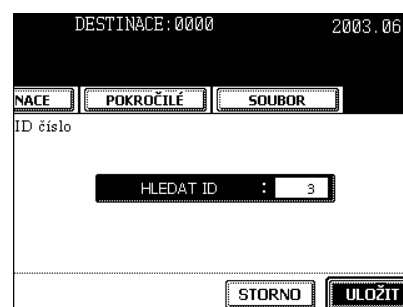 DESTINACE:0000 2003.06
NACE POKROČILÉ SOUBOR
ID číslo
HLEDAT ID : 3
STORNO ULOŽIT